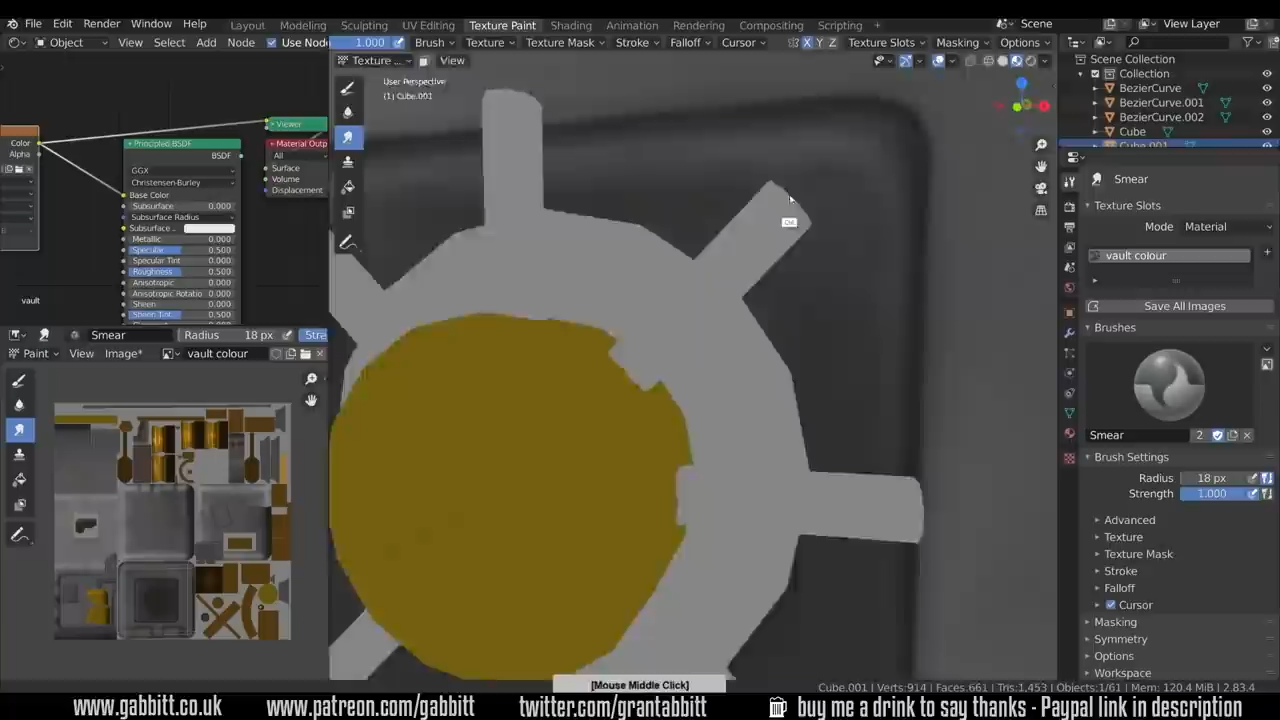 File Edit Render Window Help Layout Modeling Sculpting UV Editing Texture Paint Shading Animation Rendering Compositing Scripting + Scene View Layer
Object View Select Add Node Use Node 1.000 Brush Texture Texture Mask Stroke Falloff Cursor X Y Z Texture Slots Masking Options
Texture ... View
User Perspective
(1) Cube.001
Scene Collection
Collection
BezierCurve
BezierCurve.001
BezierCurve.002
Cube
Cube.001
Color
Alpha
Viewer
Principled BSDF
BSDF
GGX
Christensen-Burley
Base Color
Subsurface 0.000
Subsurface Radius
Subsurface ..
Metallic 0.000
Specular 0.500
Specular Tint 0.000
Roughness 0.500
Anisotropic 0.000
Anisotropic Rotatio 0.000
Sheen 0.000
Sheen Tint 0.500
Material Outp
All
Surface
Volume
Displacement
vault
Smear Radius 18 px Stre
Paint View Image* vault colour
Smear
Texture Slots
Mode Material
vault colour
Save All Images
Brushes
Smear 2
Brush Settings
Radius 18 px
Strength 1.000
Advanced
Texture
Texture Mask
Stroke
Falloff
Cursor
Masking
Symmetry
Options
Workspace
[Mouse Middle Click]
Cube.001 | Verts:914 | Faces:661 | Tris:1,453 | Objects:1/61 | Mem: 120.4 MiB | 2.83.4
www.gabbitt.co.uk www.patreon.com/gabbitt twitter.com/grantabbitt buy me a drink to say thanks - Paypal link in description